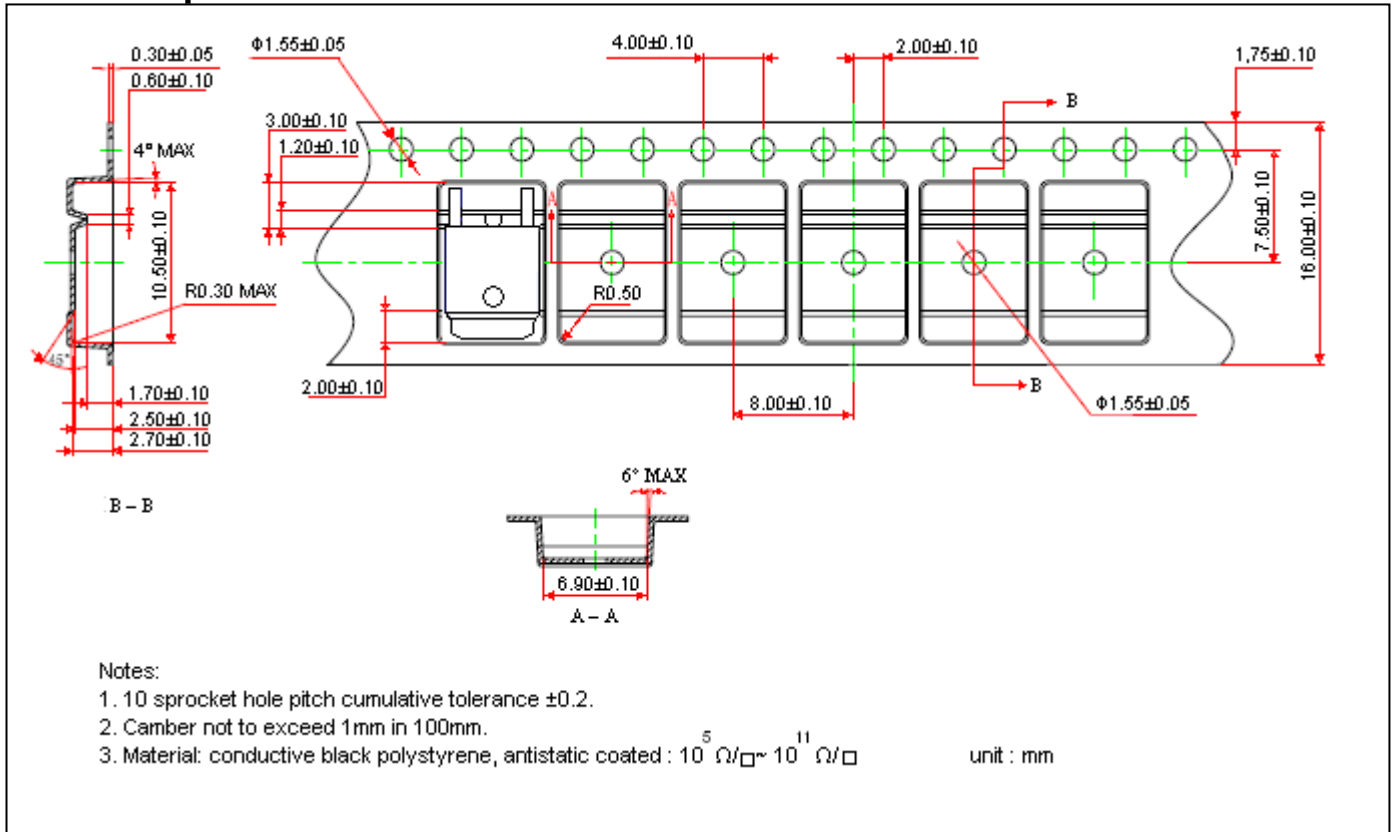 0.30±0.05
Φ1.55±0.05
4.00±0.10
2.00±0.10
1,75±0.10
0.60±0.10
B
3.00±0.10
4° MAX
1.20±0.10
A
A
10.50±0.10
7.50±0.10
16.00±0.10
R0.30 MAX
R0.50
45°
1.70±0.10
2.00±0.10
B
8.00±0.10
Φ1.55±0.05
2.50±0.10
2.70±0.10
6° MAX
B – B
6.90±0.10
A – A
Notes:
1. 10 sprocket hole pitch cumulative tolerance ±0.2.
2. Camber not to exceed 1mm in 100mm.
3. Material: conductive black polystyrene, antistatic coated : 10⁵ Ω/□~ 10¹¹ Ω/□ unit : mm